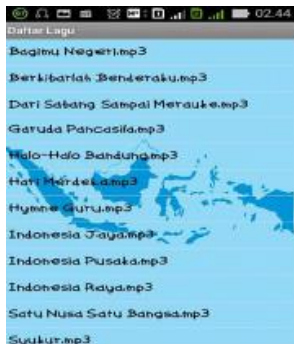 02.44
Daftar Lagu
Bagimu Negeri.mp3
Berkibarlah Benderaku.mp3
Dari Sabang Sampai Merauke.mp3
Garuda Pancasila.mp3
Halo-Halo Bandung.mp3
Hari Merdeka.mp3
Hymne Guru.mp3
Indonesia Jaya.mp3
Indonesia Pusaka.mp3
Indonesia Raya.mp3
Satu Nusa Satu Bangsa.mp3
Syukur.mp3